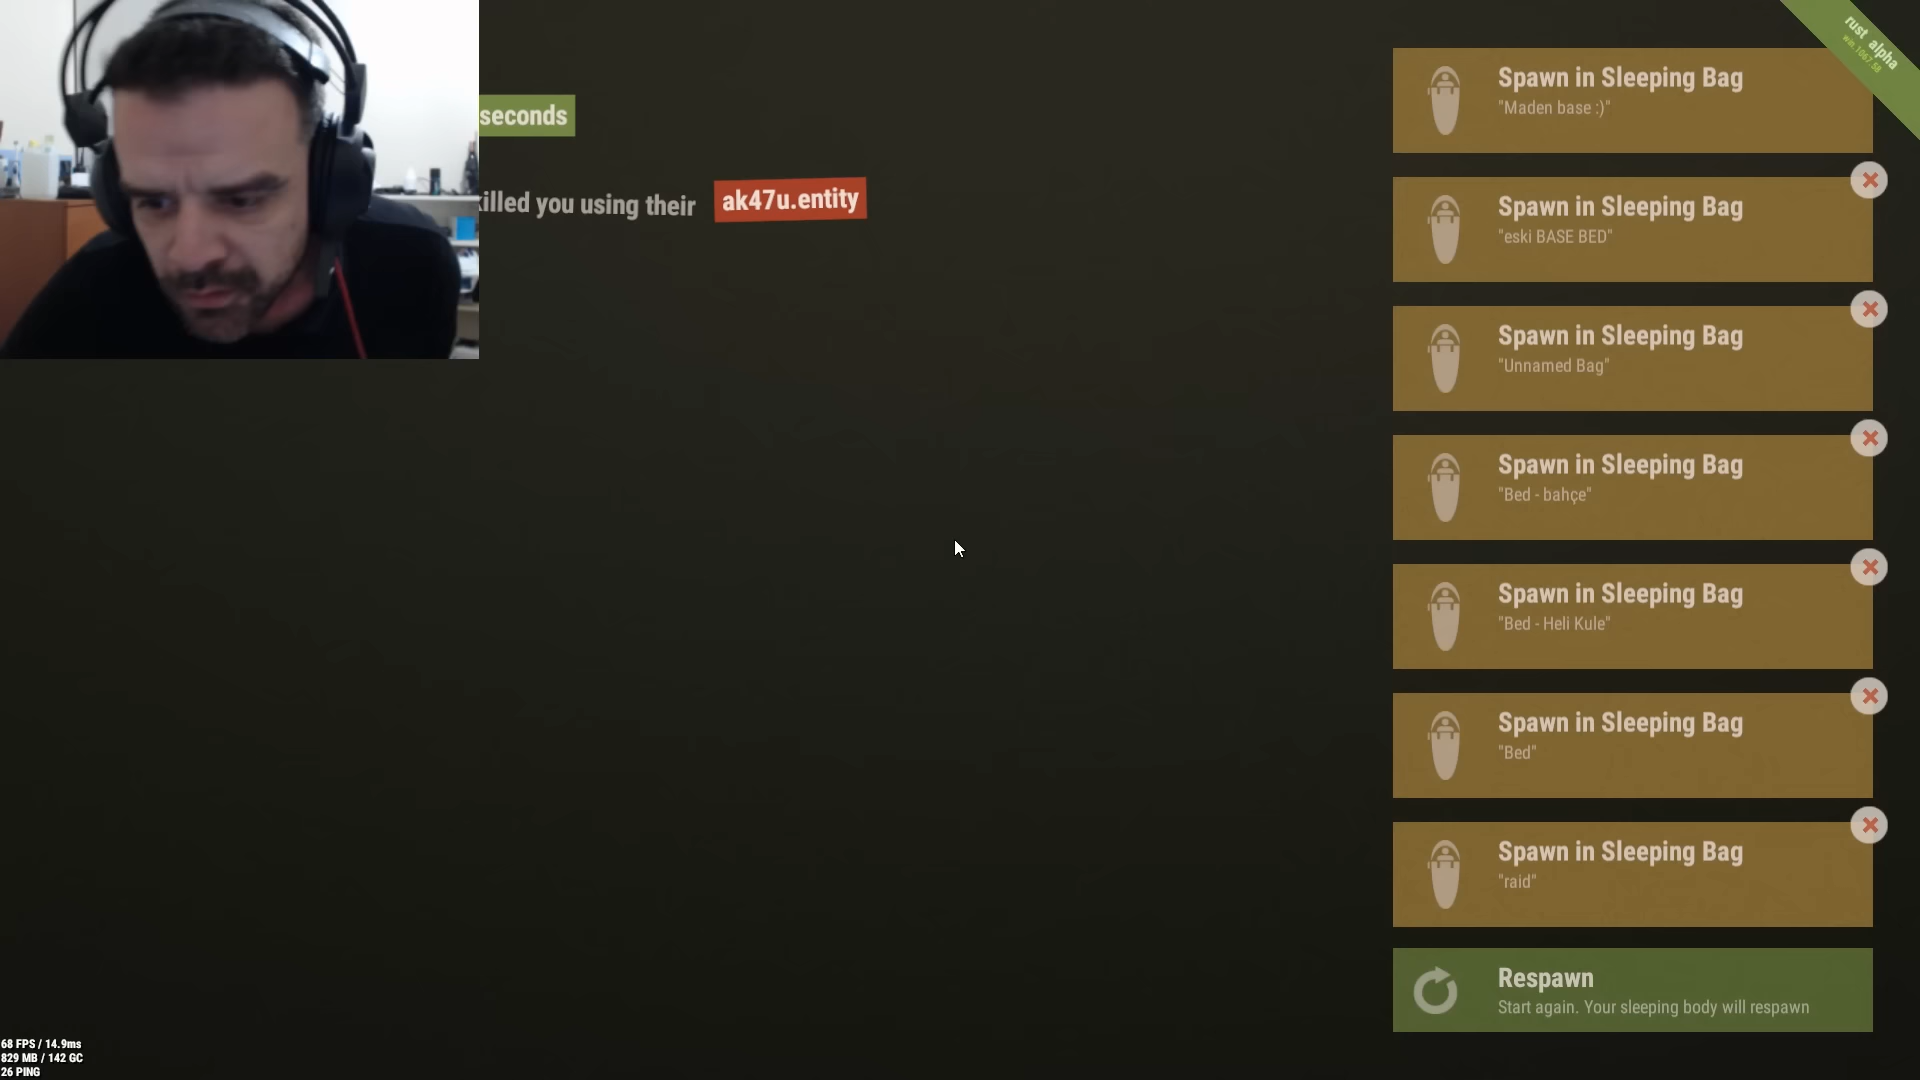 seconds
killed you using their ak47u.entity
rust alpha
Spawn in Sleeping Bag
"Maden base :)"
Spawn in Sleeping Bag
"eski BASE BED"
Spawn in Sleeping Bag
"Unnamed Bag"
Spawn in Sleeping Bag
"Bed - bahçe"
Spawn in Sleeping Bag
"Bed - Heli Kule"
Spawn in Sleeping Bag
"Bed"
Spawn in Sleeping Bag
"raid"
Respawn
Start again. Your sleeping body will respawn
68 FPS / 14.9ms
829 MB / 142 GC
26 PING